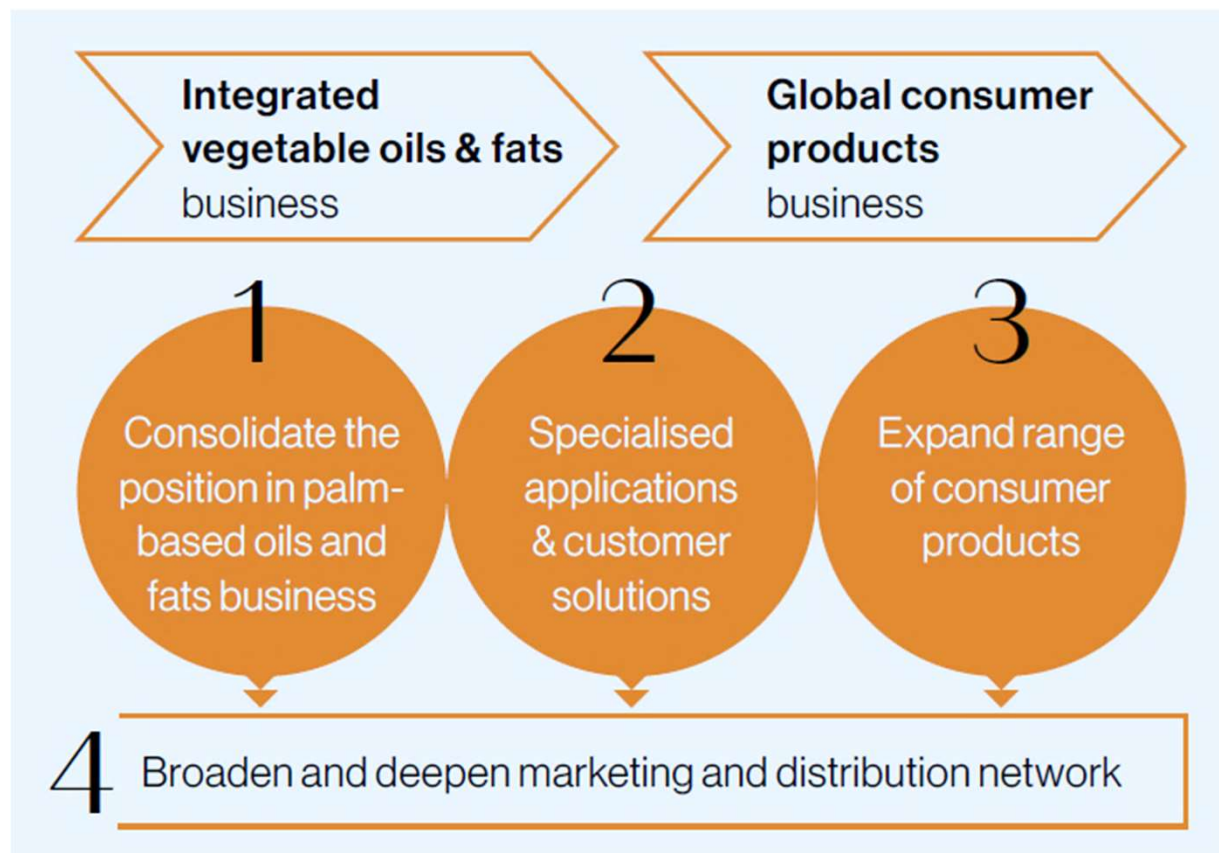 Integrated
vegetable oils & fats
business
Global consumer
products
business
1
Consolidate the
position in palm-
based oils and
fats business
2
Specialised
applications
& customer
solutions
3
Expand range
of consumer
products
4
Broaden and deepen marketing and distribution network